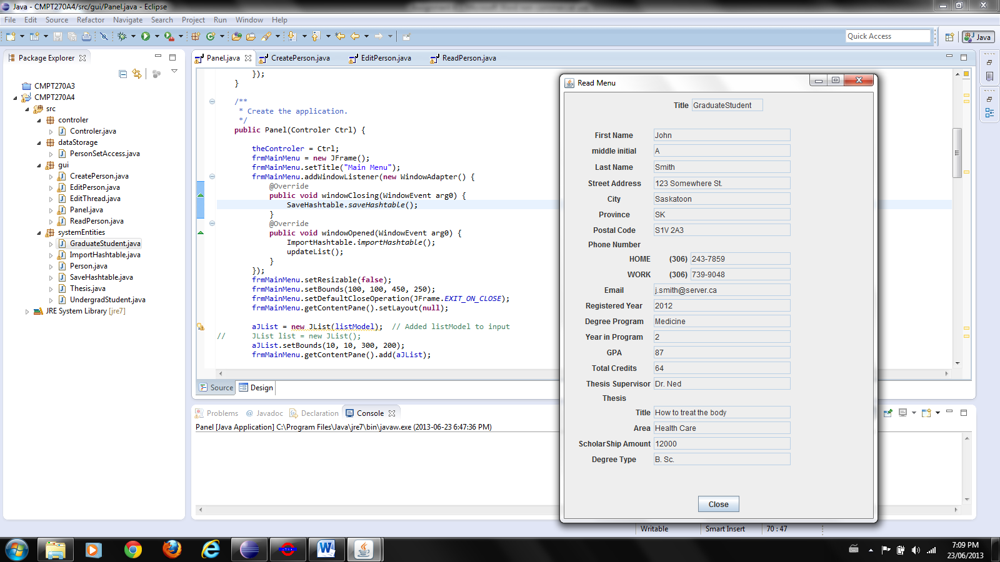 Java - CMPT270A4/src/gui/Panel.java - Eclipse
File Edit Source Refactor Navigate Search Project Run Window Help
Quick Access
Java
Package Explorer
CMPT270A3
CMPT270A4
src
controler
Controler.java
dataStorage
PersonSetAccess.java
gui
CreatePerson.java
EditPerson.java
EditThread.java
Panel.java
ReadPerson.java
systemEntities
GraduateStudent.java
ImportHashtable.java
Person.java
SaveHashtable.java
Thesis.java
UndergradStudent.java
JRE System Library [jre7]
Panel.java CreatePerson.java EditPerson.java ReadPerson.java
});
}
/**
* Create the application.
*/
public Panel(Controler Ctrl) {
theControler = Ctrl;
frmMainMenu = new JFrame();
frmMainMenu.setTitle("Main Menu");
frmMainMenu.addWindowListener(new WindowAdapter() {
@Override
public void windowClosing(WindowEvent arg0) {
SaveHashtable.saveHashtable();
}
@Override
public void windowOpened(WindowEvent arg0) {
ImportHashtable.importHashtable();
updateList();
}
});
frmMainMenu.setResizable(false);
frmMainMenu.setBounds(100, 100, 450, 250);
frmMainMenu.setDefaultCloseOperation(JFrame.EXIT_ON_CLOSE);
frmMainMenu.getContentPane().setLayout(null);
aJList = new JList(listModel); // Added listModel to input
// JList list = new JList();
aJList.setBounds(10, 10, 300, 200);
frmMainMenu.getContentPane().add(aJList);
Source Design
Problems @ Javadoc Declaration Console
Panel [Java Application] C:\Program Files\Java\jre7\bin\javaw.exe (2013-06-23 6:47:36 PM)
Read Menu
Title GraduateStudent
First Name John
middle initial A
Last Name Smith
Street Address 123 Somewhere St.
City Saskatoon
Province SK
Postal Code S1V 2A3
Phone Number
HOME (306) 243-7859
WORK (306) 739-9048
Email j.smith@server.ca
Registered Year 2012
Degree Program Medicine
Year in Program 2
GPA 87
Total Credits 64
Thesis Supervisor Dr. Ned
Thesis
Title How to treat the body
Area Health Care
ScholarShip Amount 12000
Degree Type B. Sc.
Close
Writable Smart Insert 70 : 47
7:09 PM
23/06/2013